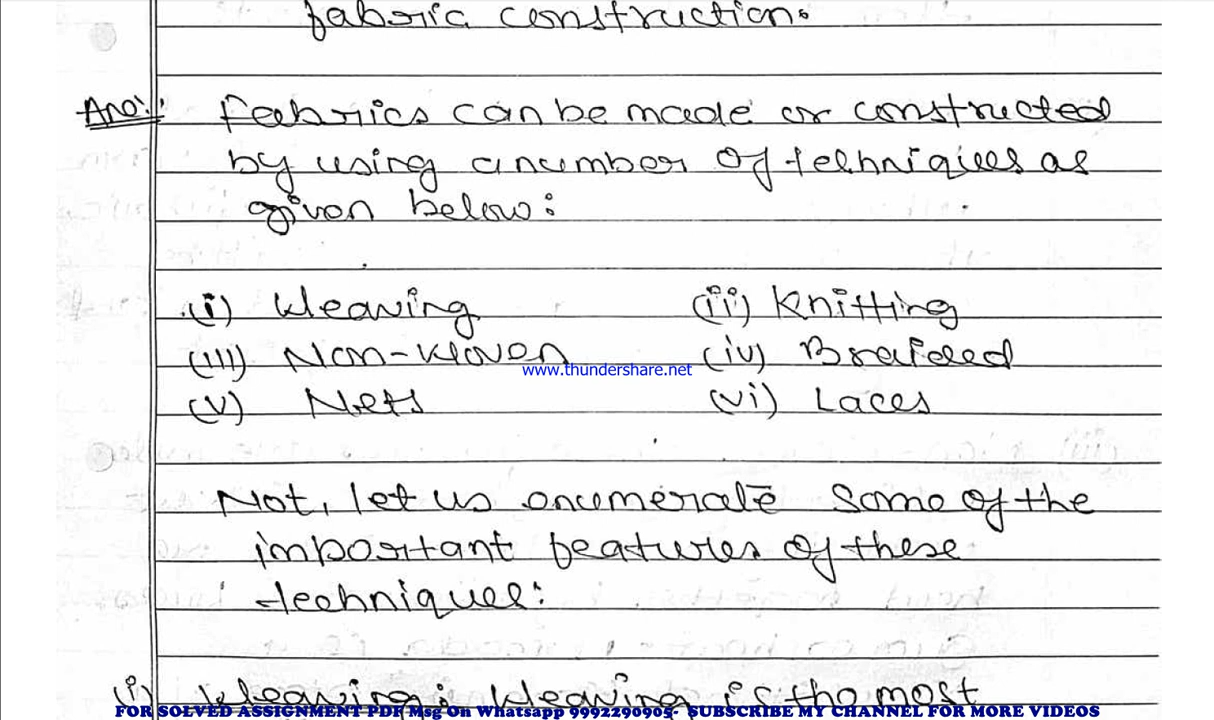 fabric construction.
Ans:
Fabrics can be made or constructed
by using a number of techniques as
given below:
(i) Weaving (ii) Knitting
(III) Non-Woven (iv) Braided
www.thundershare.net
(v) Nets (vi) Laces
Not, let us enumerate some of the
important features of these
techniques:
(i) Weaving: Weaving is the most
FOR SOLVED ASSIGNMENT PDF Msg On Whatsapp 9992290905- SUBSCRIBE MY CHANNEL FOR MORE VIDEOS